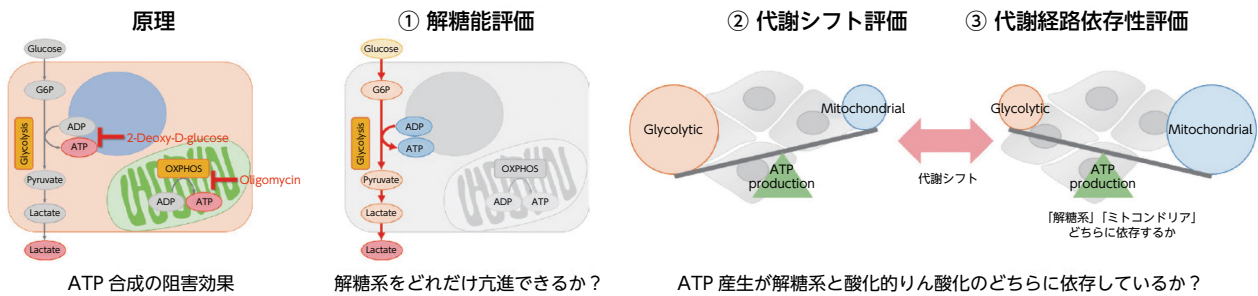 原理
Glucose
G6P
Glycolysis
ADP
ATP
2-Deoxy-D-glucose
OXPHOS
Oligomycin
Pyruvate
ADP
ATP
Lactate
Lactate
ATP 合成の阻害効果
① 解糖能評価
Glucose
G6P
Glycolysis
ADP
ATP
OXPHOS
Pyruvate
ADP
ATP
Lactate
Lactate
解糖系をどれだけ亢進できるか？
② 代謝シフト評価
Glycolytic
Mitochondrial
ATP
production
代謝シフト
③ 代謝経路依存性評価
Glycolytic
Mitochondrial
ATP
production
「解糖系」「ミトコンドリア」
どちらに依存するか
ATP 産生が解糖系と酸化的りん酸化のどちらに依存しているか？